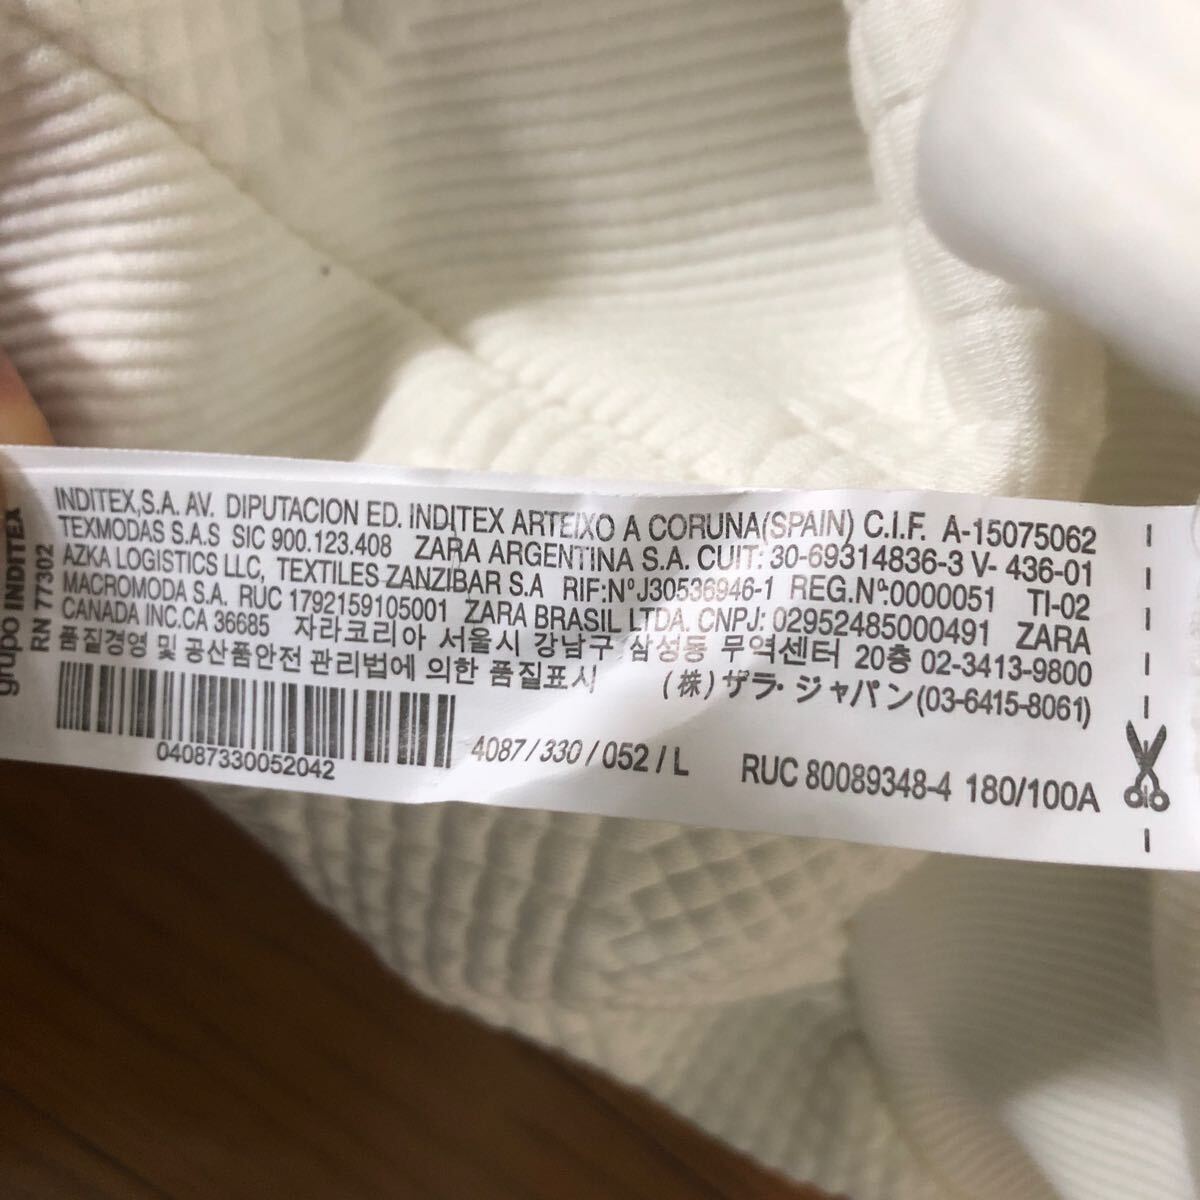 grupo INDITEX
RN 77302
INDITEX,S.A. AV. DIPUTACION ED. INDITEX ARTEIXO A CORUNA(SPAIN) C.I.F. A-15075062
TEXMODAS S.A.S SIC 900.123.408 ZARA ARGENTINA S.A. CUIT: 30-69314836-3 V- 436-01
AZKA LOGISTICS LLC, TEXTILES ZANZIBAR S.A RIF:Nº J30536946-1 REG.Nº:0000051 TI-02
MACROMODA S.A. RUC 1792159105001 ZARA BRASIL LTDA. CNPJ: 02952485000491 ZARA
CANADA INC.CA 36685 자라코리아 서울시 강남구 삼성동 무역센터 20층 02-3413-9800
품질경영 및 공산품안전 관리법에 의한 품질표시 (株)ザラ・ジャパン(03-6415-8061)
04087330052042
4087/330/052/L
RUC 80089348-4 180/100A